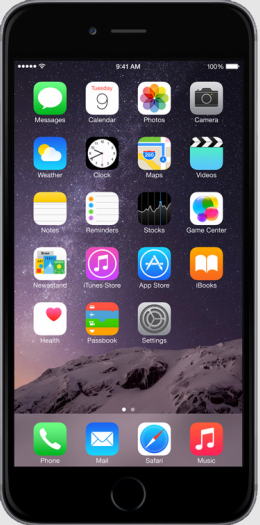 9:41 AM 100%
Tuesday
9
Messages Calendar Photos Camera
280
Weather Clock Maps Videos
Notes Reminders Stocks Game Center
Newsstand iTunes Store App Store iBooks
Health Passbook Settings
Phone Mail Safari Music